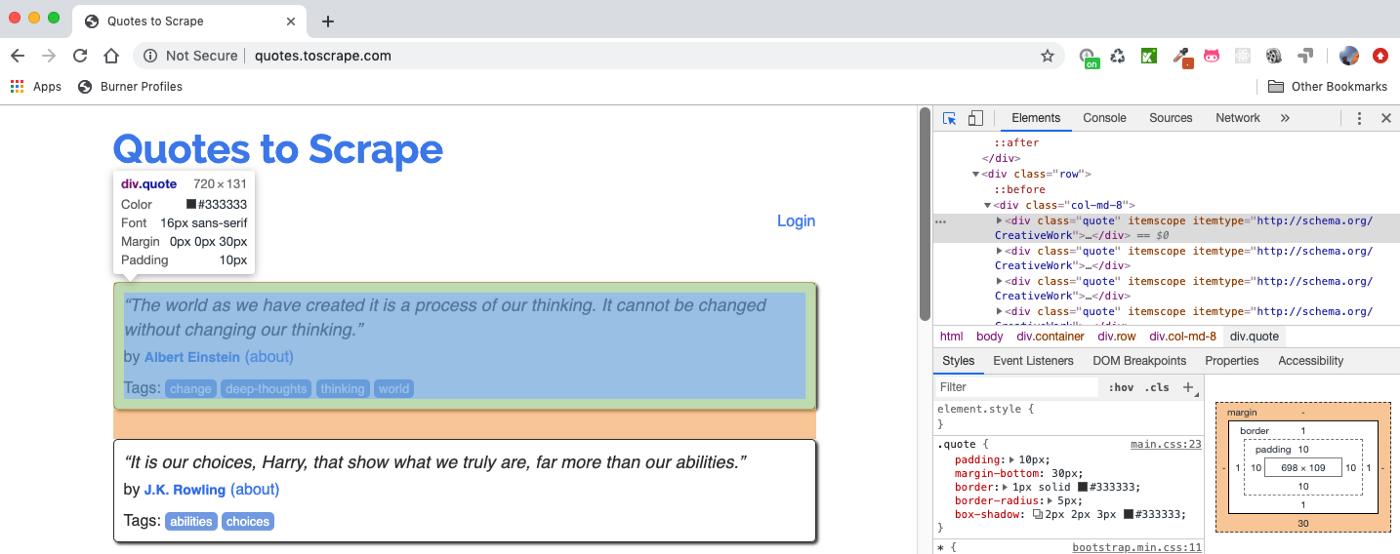 Quotes to Scrape
Not Secure | quotes.toscrape.com
on
Apps Burner Profiles Other Bookmarks
Quotes to Scrape
div.quote 720 × 131
Color #333333
Font 16px sans-serif
Margin 0px 0px 30px
Padding 10px
Login
“The world as we have created it is a process of our thinking. It cannot be changed
without changing our thinking.”
by Albert Einstein (about)
Tags: change deep-thoughts thinking world
“It is our choices, Harry, that show what we truly are, far more than our abilities.”
by J.K. Rowling (about)
Tags: abilities choices
Elements Console Sources Network »
::after
</div>
▼<div class="row">
::before
▼<div class="col-md-8">
… ▶<div class="quote" itemscope itemtype="http://schema.org/
CreativeWork">…</div> == $0
▶<div class="quote" itemscope itemtype="http://schema.org/
CreativeWork">…</div>
▶<div class="quote" itemscope itemtype="http://schema.org/
CreativeWork">…</div>
▶<div class="quote" itemscope itemtype="http://schema.org/
CreativeWork">…</div>
html body div.container div.row div.col-md-8 div.quote
Styles Event Listeners DOM Breakpoints Properties Accessibility
Filter :hov .cls +
element.style {
}
.quote { main.css:23
padding: ▶ 10px;
margin-bottom: 30px;
border: ▶ 1px solid #333333;
border-radius: ▶ 5px;
box-shadow: 2px 2px 3px #333333;
}
* { bootstrap.min.css:11
margin -
border 1
padding 10
- 1 10 698 × 109 10 1 -
10
1
30